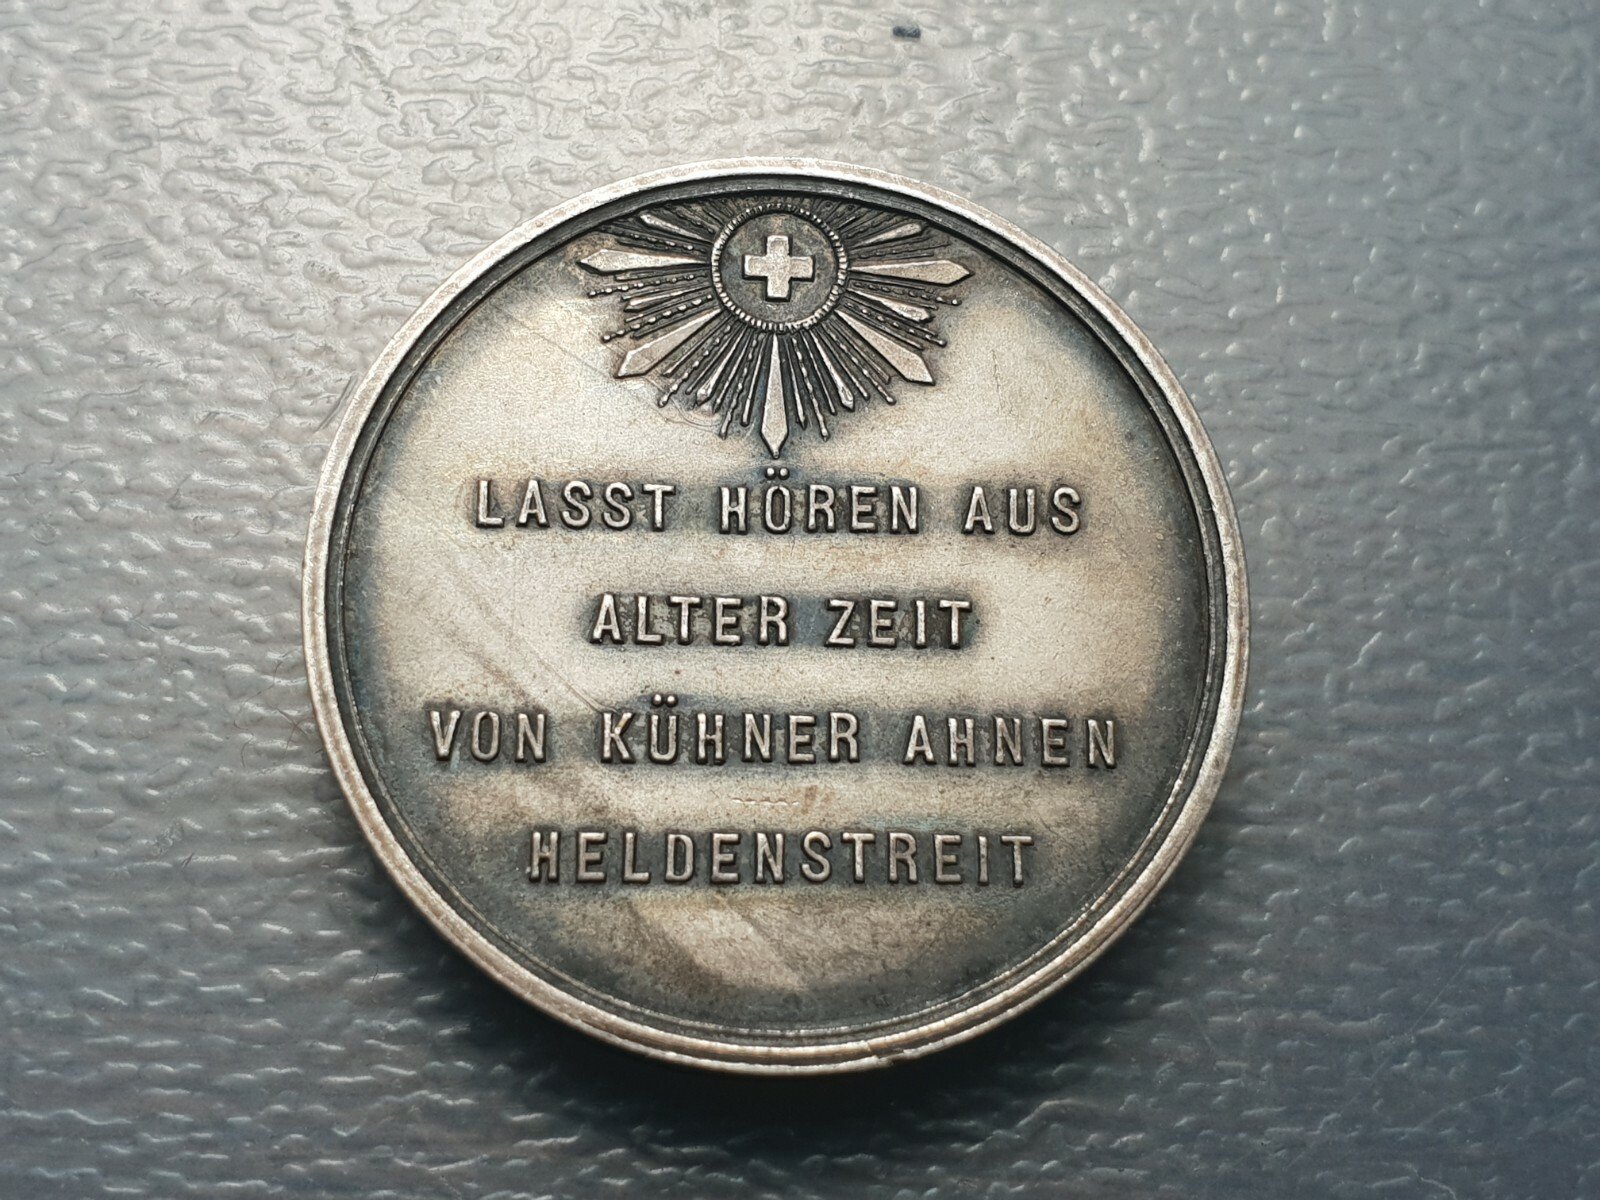 LASST HÖREN AUS
ALTER ZEIT
VON KÜHNER AHNEN
HELDENSTREIT